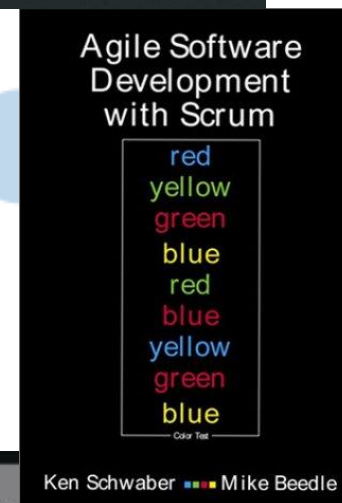 Agile Software
Development
with Scrum
red
yellow
green
blue
red
blue
yellow
green
blue
Color Test
Ken Schwaber Mike Beedle